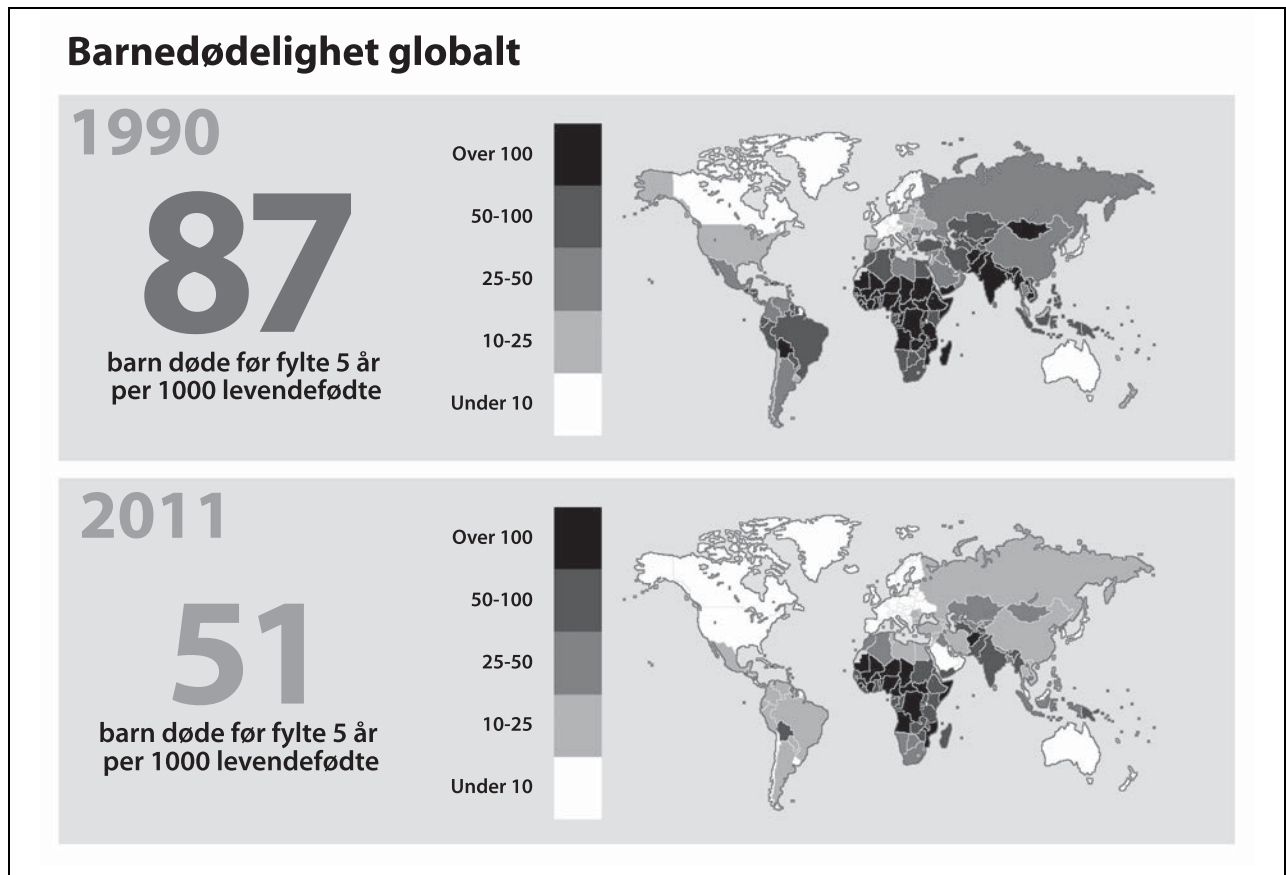 Barnedødelighet globalt
1990
87
barn døde før fylte 5 år
per 1000 levendefødte
Over 100
50-100
25-50
10-25
Under 10
2011
51
barn døde før fylte 5 år
per 1000 levendefødte
Over 100
50-100
25-50
10-25
Under 10